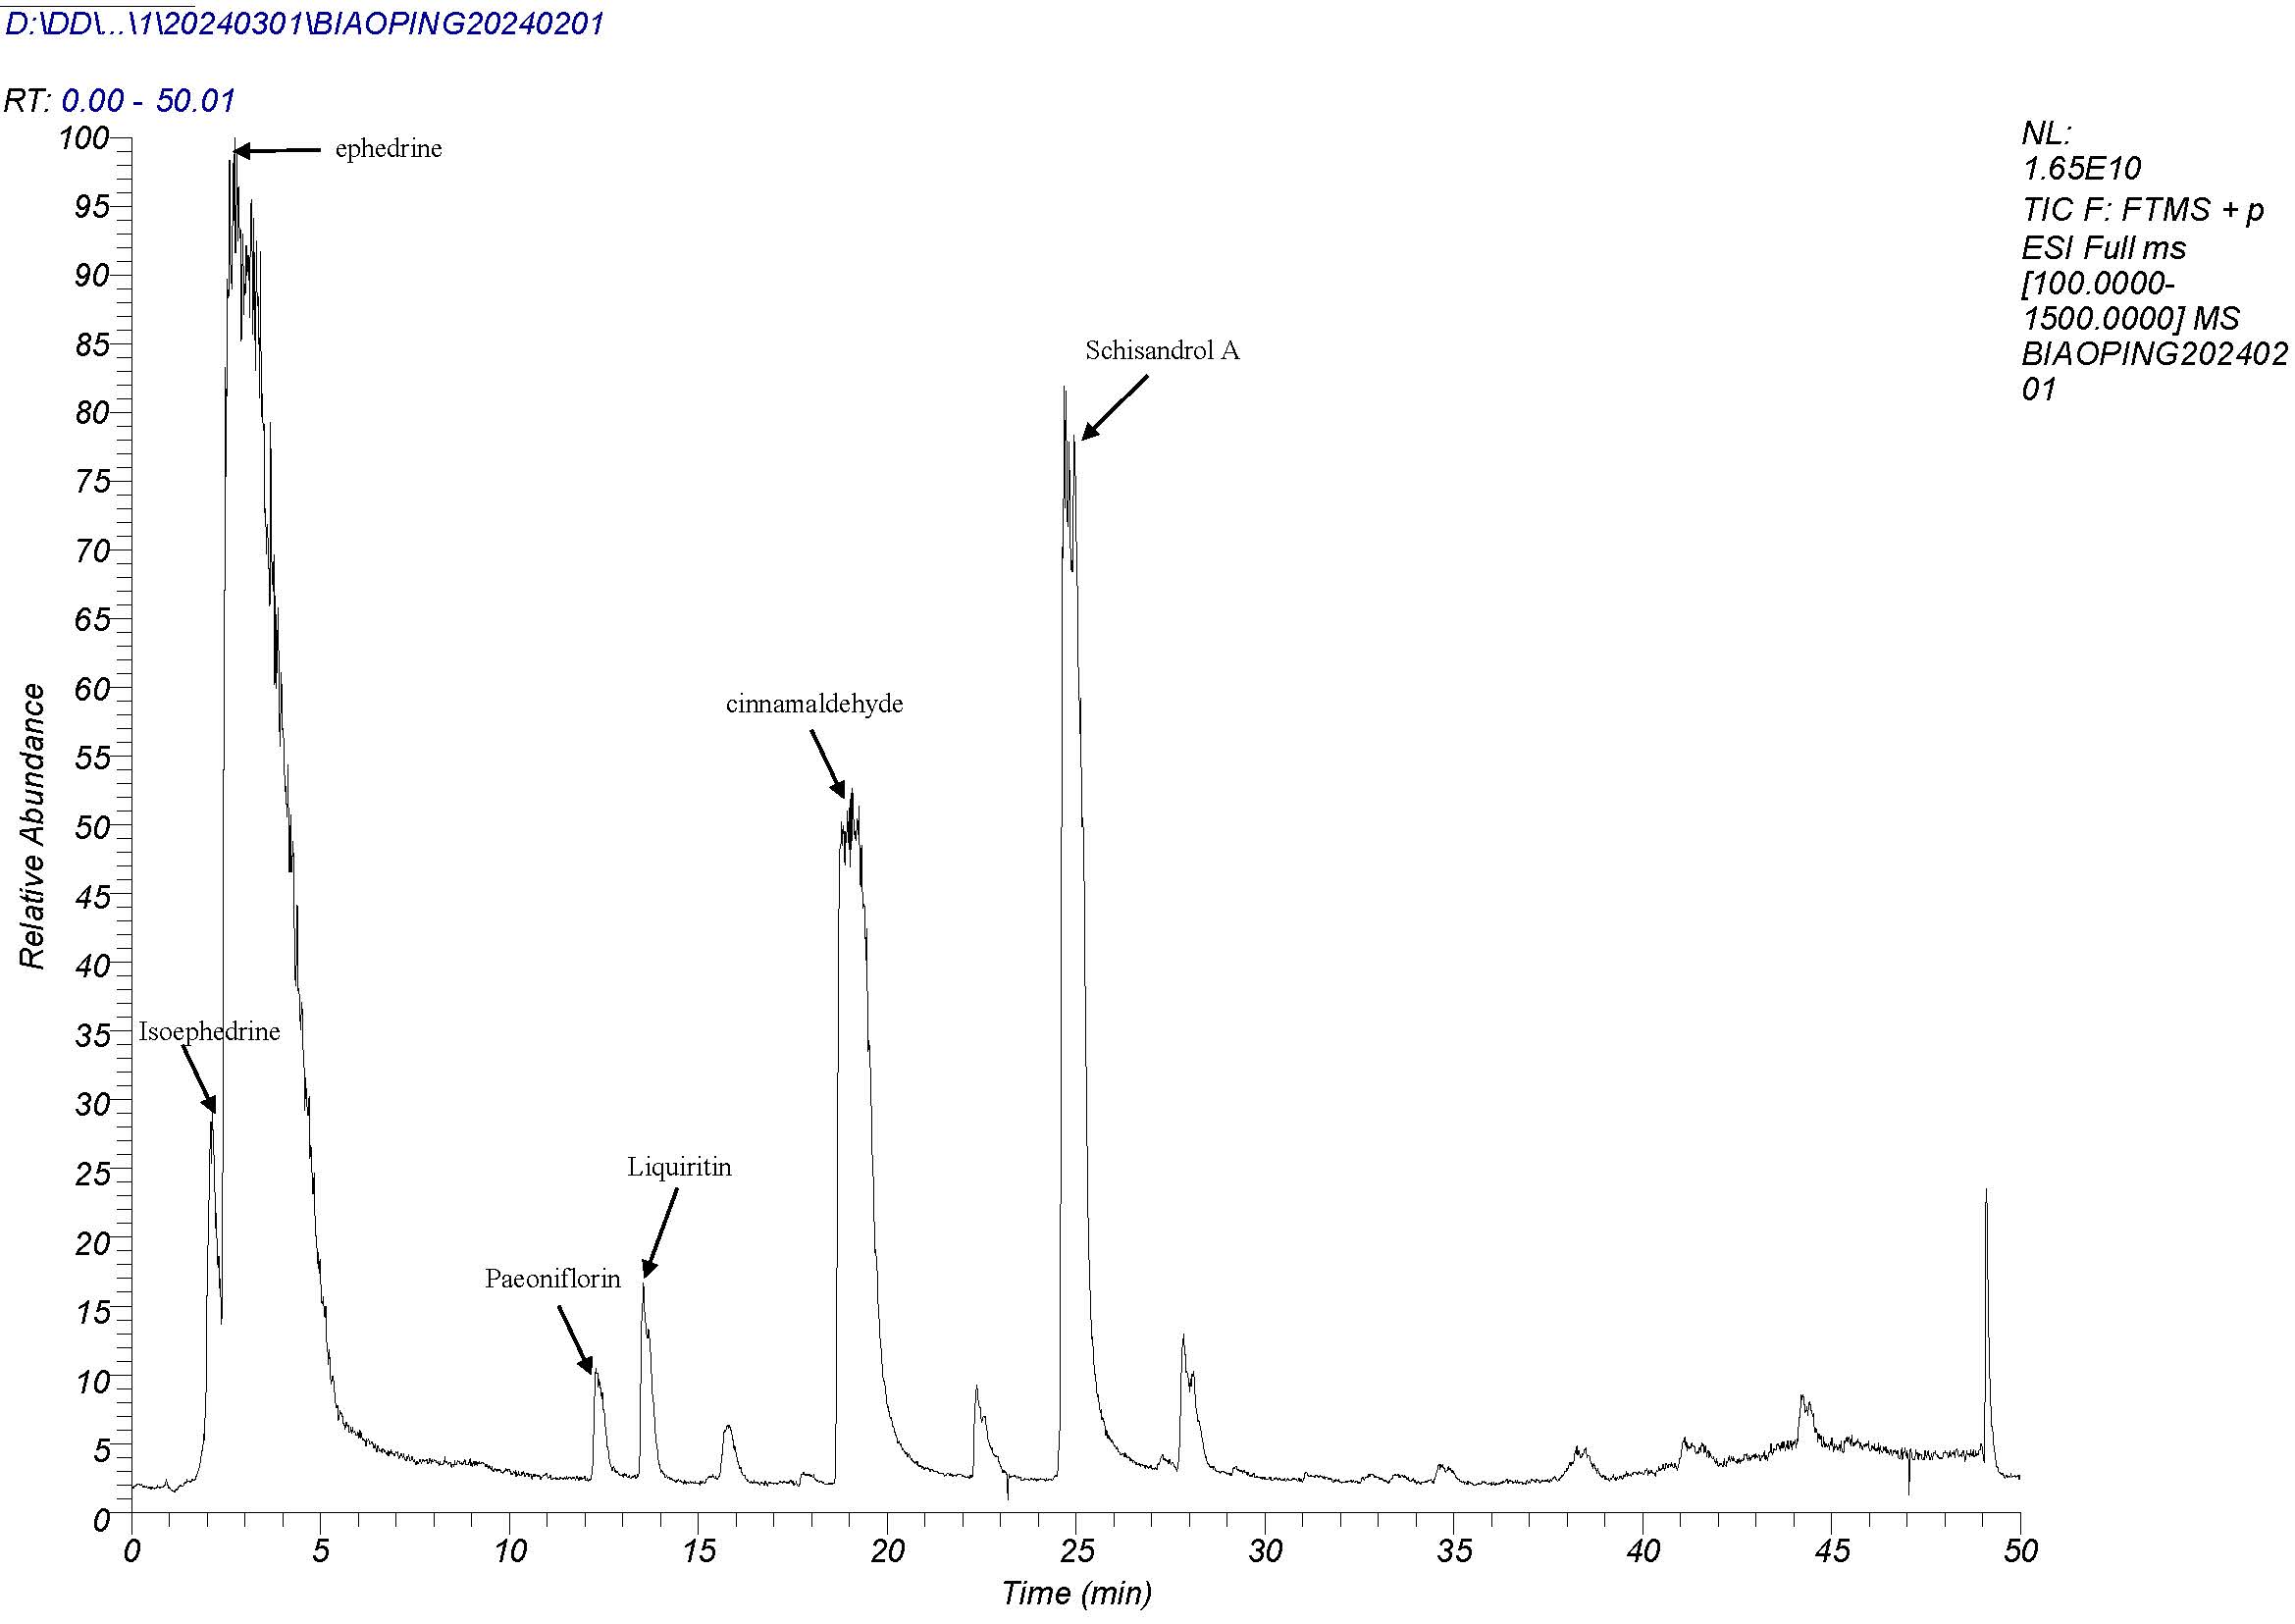 D:\DD\...\1\20240301\BIAOPING20240201
RT: 0.00 - 50.01
NL:
1.65E10
TIC F: FTMS + p
ESI Full ms
[100.0000-
1500.0000] MS
BIAOPING202402
01
100
95
90
85
80
75
70
65
60
55
50
45
40
35
30
25
20
15
10
5
0
Relative Abundance
ephedrine
Schisandrol A
cinnamaldehyde
Isoephedrine
Liquiritin
Paeoniflorin
0 5 10 15 20 25 30 35 40 45 50
Time (min)